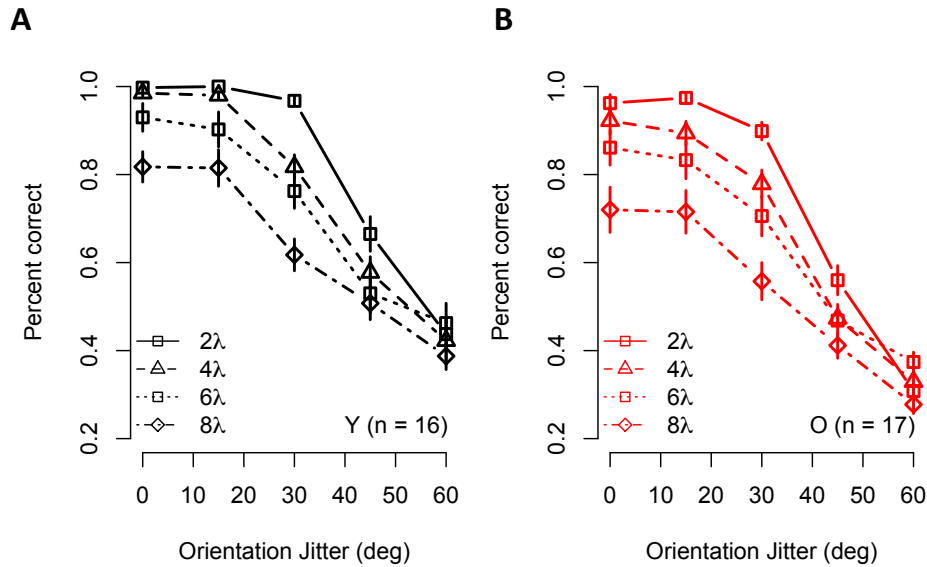 A
Percent correct
1.0
0.8
0.6
0.4
0.2
2λ
4λ
6λ
8λ
Y (n = 16)
0 10 20 30 40 50 60
Orientation Jitter (deg)
B
Percent correct
1.0
0.8
0.6
0.4
0.2
2λ
4λ
6λ
8λ
O (n = 17)
0 10 20 30 40 50 60
Orientation Jitter (deg)